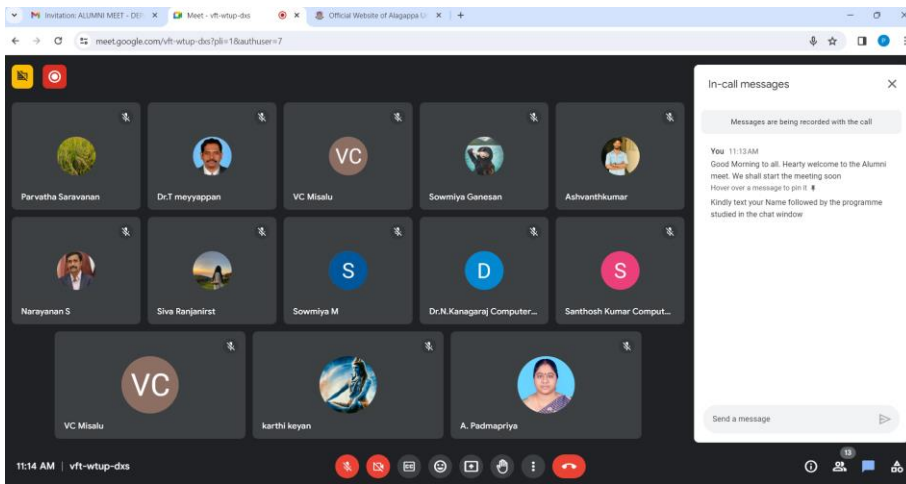 Invitation: ALUMNI MEET - DEP
Meet - vft-wtup-dxs
Official Website of Alagappa U
meet.google.com/vft-wtup-dxs?pli=1&authuser=7
In-call messages
Messages are being recorded with the call
You 11:13 AM
Good Morning to all. Hearty welcome to the Alumni
meet. We shall start the meeting soon
Hover over a message to pin it
Kindly text your Name followed by the programme
studied in the chat window
VC
Parvatha Saravanan
Dr.T meyyappan
VC Misalu
Sowmiya Ganesan
Ashvanthkumar
S
D
S
Narayanan S
Siva Ranjanirst
Sowmiya M
Dr.N.Kanagaraj Computer...
Santhosh Kumar Comput...
VC
VC Misalu
karthi keyan
A. Padmapriya
Send a message
11:14 AM | vft-wtup-dxs
CC
13